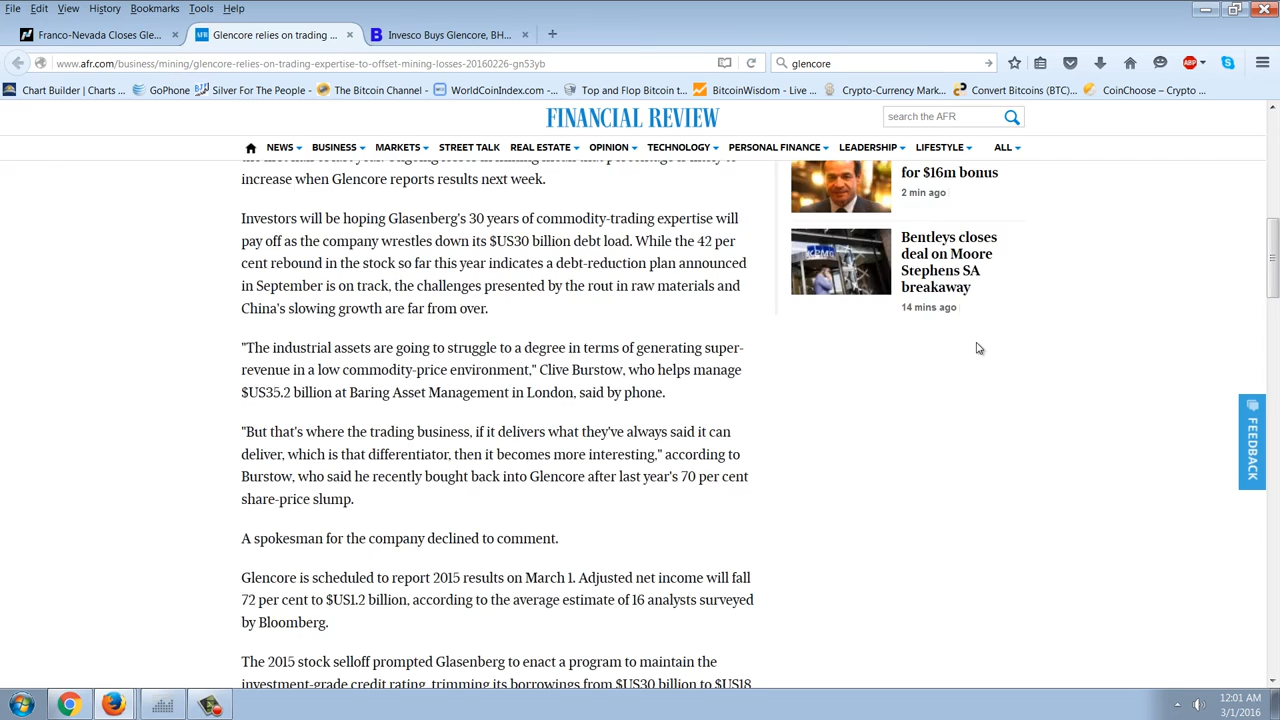 File Edit View History Bookmarks Tools Help
Franco-Nevada Closes Gle... × AFR Glencore relies on trading ... × B Invesco Buys Glencore, BH... × +
www.afr.com/business/mining/glencore-relies-on-trading-expertise-to-offset-mining-losses-20160226-gn53yb glencore ABP
Chart Builder | Charts ... GoPhone Silver For The People - The Bitcoin Channel - WorldCoinIndex.com -... Top and Flop Bitcoin t... BitcoinWisdom - Live ... Crypto-Currency Mark... Convert Bitcoins (BTC)... CoinChoose – Crypto ...
FINANCIAL REVIEW search the AFR
NEWS BUSINESS MARKETS STREET TALK REAL ESTATE OPINION TECHNOLOGY PERSONAL FINANCE LEADERSHIP LIFESTYLE ALL
increase when Glencore reports results next week.
Investors will be hoping Glasenberg's 30 years of commodity-trading expertise will
pay off as the company wrestles down its $US30 billion debt load. While the 42 per
cent rebound in the stock so far this year indicates a debt-reduction plan announced
in September is on track, the challenges presented by the rout in raw materials and
China's slowing growth are far from over.
"The industrial assets are going to struggle to a degree in terms of generating super-
revenue in a low commodity-price environment," Clive Burstow, who helps manage
$US35.2 billion at Baring Asset Management in London, said by phone.
"But that's where the trading business, if it delivers what they've always said it can
deliver, which is that differentiator, then it becomes more interesting," according to
Burstow, who said he recently bought back into Glencore after last year's 70 per cent
share-price slump.
A spokesman for the company declined to comment.
Glencore is scheduled to report 2015 results on March 1. Adjusted net income will fall
72 per cent to $US1.2 billion, according to the average estimate of 16 analysts surveyed
by Bloomberg.
The 2015 stock selloff prompted Glasenberg to enact a program to maintain the
investment-grade credit rating, trimming its borrowings from $US30 billion to $US18
for $16m bonus
2 min ago
Bentleys closes
deal on Moore
Stephens SA
breakaway
14 mins ago
FEEDBACK
12:01 AM
3/1/2016